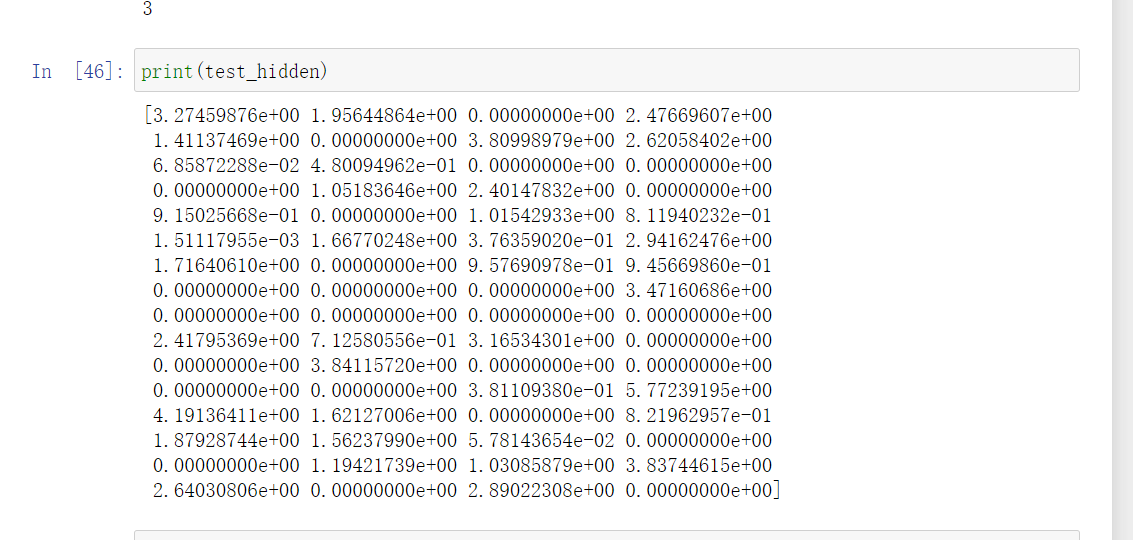 3
In [46]: print(test_hidden)
[3.27459876e+00 1.95644864e+00 0.00000000e+00 2.47669607e+00
1.41137469e+00 0.00000000e+00 3.80998979e+00 2.62058402e+00
6.85872288e-02 4.80094962e-01 0.00000000e+00 0.00000000e+00
0.00000000e+00 1.05183646e+00 2.40147832e+00 0.00000000e+00
9.15025668e-01 0.00000000e+00 1.01542933e+00 8.11940232e-01
1.51117955e-03 1.66770248e+00 3.76359020e-01 2.94162476e+00
1.71640610e+00 0.00000000e+00 9.57690978e-01 9.45669860e-01
0.00000000e+00 0.00000000e+00 0.00000000e+00 3.47160686e+00
0.00000000e+00 0.00000000e+00 0.00000000e+00 0.00000000e+00
2.41795369e+00 7.12580556e-01 3.16534301e+00 0.00000000e+00
0.00000000e+00 3.84115720e+00 0.00000000e+00 0.00000000e+00
0.00000000e+00 0.00000000e+00 3.81109380e-01 5.77239195e+00
4.19136411e+00 1.62127006e+00 0.00000000e+00 8.21962957e-01
1.87928744e+00 1.56237990e+00 5.78143654e-02 0.00000000e+00
0.00000000e+00 1.19421739e+00 1.03085879e+00 3.83744615e+00
2.64030806e+00 0.00000000e+00 2.89022308e+00 0.00000000e+00]